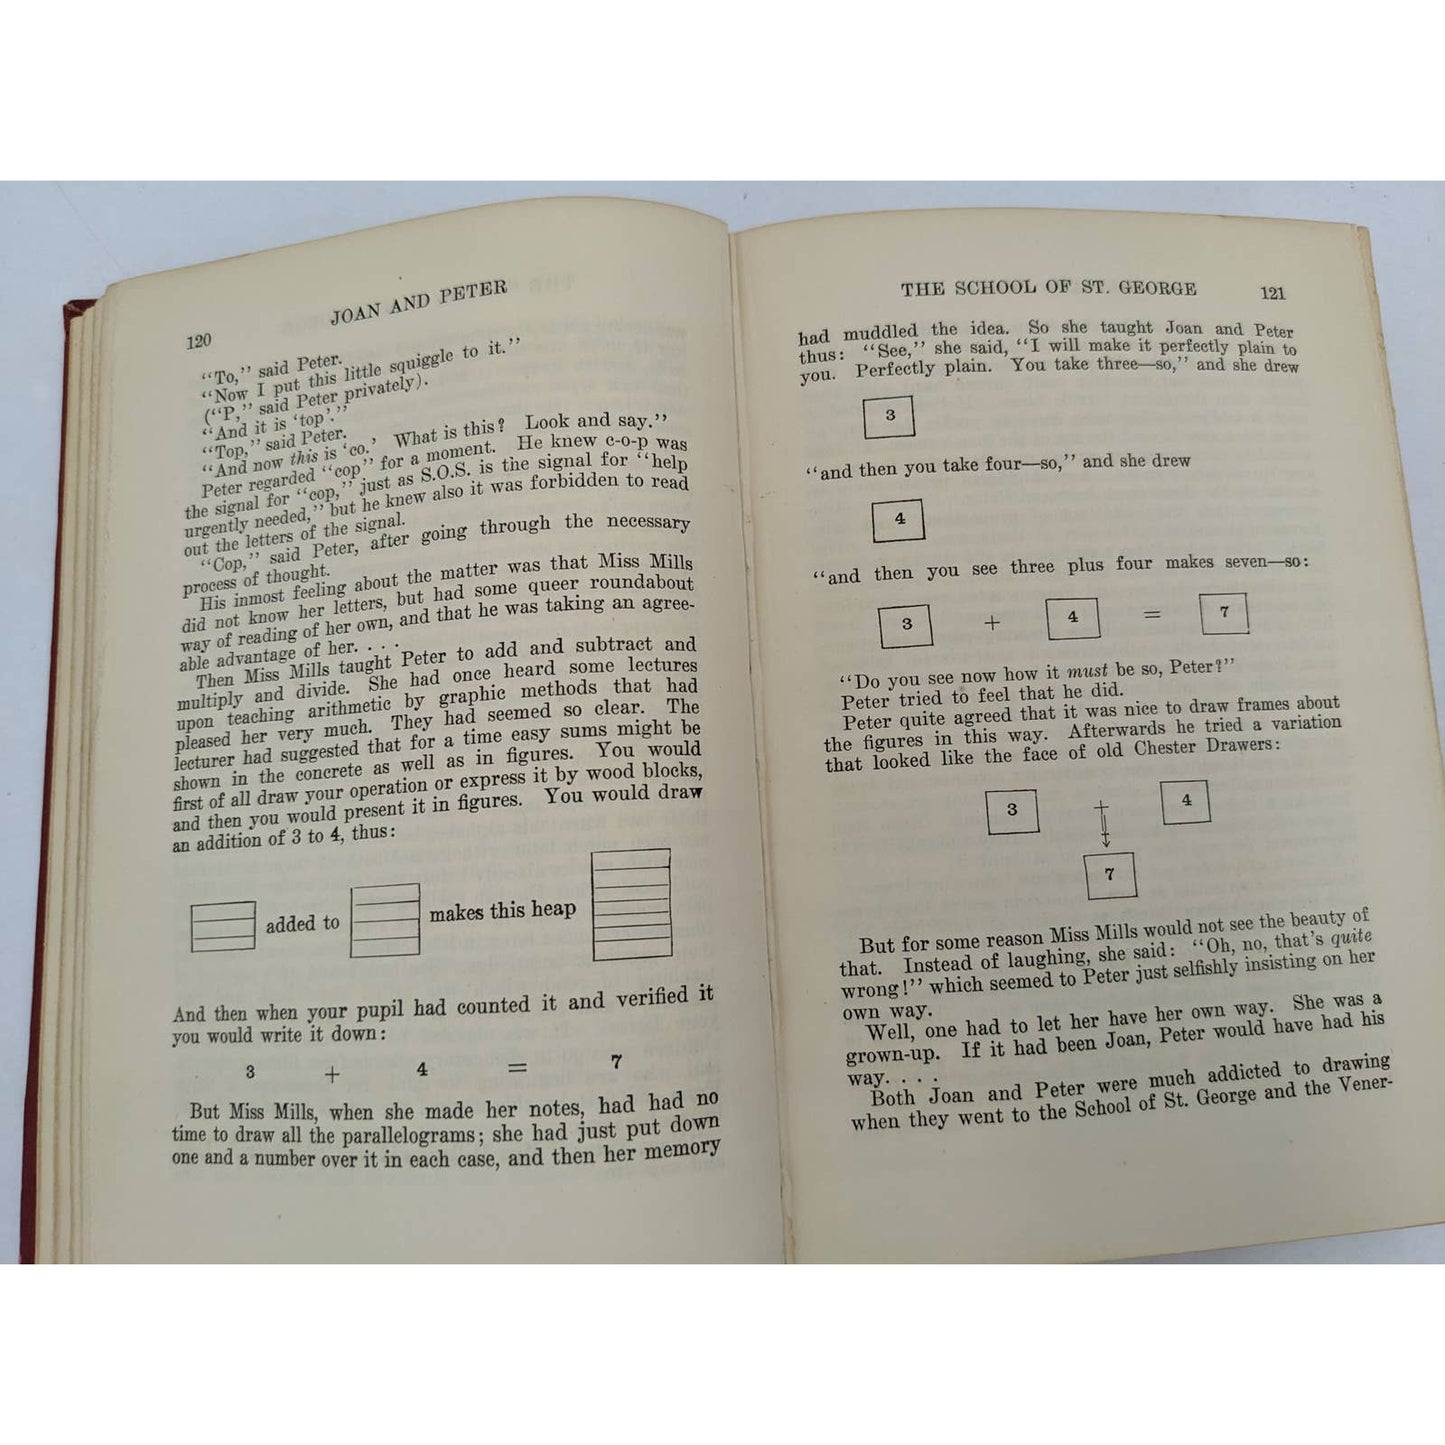 120
JOAN AND PETER
“To,” said Peter.
“Now I put this little squiggle to it.”
(“P,” said Peter privately).
“And it is ‘top’.”
“Top,” said Peter.
“And now this is ‘co.’ What is this? Look and say.”
Peter regarded “cop” for a moment. He knew c-o-p was
the signal for “cop,” just as S.O.S. is the signal for “help
urgently needed,” but he knew also it was forbidden to read
out the letters of the signal.
“Cop,” said Peter, after going through the necessary
process of thought.
His inmost feeling about the matter was that Miss Mills
did not know her letters, but had some queer roundabout
way of reading of her own, and that he was taking an agree-
able advantage of her. . . .
Then Miss Mills taught Peter to add and subtract and
multiply and divide. She had once heard some lectures
upon teaching arithmetic by graphic methods that had
pleased her very much. They had seemed so clear. The
lecturer had suggested that for a time easy sums might be
shown in the concrete as well as in figures. You would
first of all draw your operation or express it by wood blocks,
and then you would present it in figures. You would draw
an addition of 3 to 4, thus:
added to makes this heap
And then when your pupil had counted it and verified it
you would write it down:
3 + 4 = 7
But Miss Mills, when she made her notes, had had no
time to draw all the parallelograms; she had just put down
one and a number over it in each case, and then her memory
THE SCHOOL OF ST. GEORGE 121
had muddled the idea. So she taught Joan and Peter
thus: “See,” she said, “I will make it perfectly plain to
you. Perfectly plain. You take three—so,” and she drew
3
“and then you take four—so,” and she drew
4
“and then you see three plus four makes seven—so:
3 + 4 = 7
“Do you see now how it must be so, Peter?”
Peter tried to feel that he did.
Peter quite agreed that it was nice to draw frames about
the figures in this way. Afterwards he tried a variation
that looked like the face of old Chester Drawers:
3 + 4
7
But for some reason Miss Mills would not see the beauty of
that. Instead of laughing, she said: “Oh, no, that’s quite
wrong!” which seemed to Peter just selfishly insisting on her
own way.
Well, one had to let her have her own way. She was a
grown-up. If it had been Joan, Peter would have had his
way. . . .
Both Joan and Peter were much addicted to drawing
when they went to the School of St. George and the Vener-